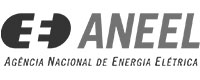 ANEEL
AGÊNCIA NACIONAL DE ENERGIA ELÉTRICA